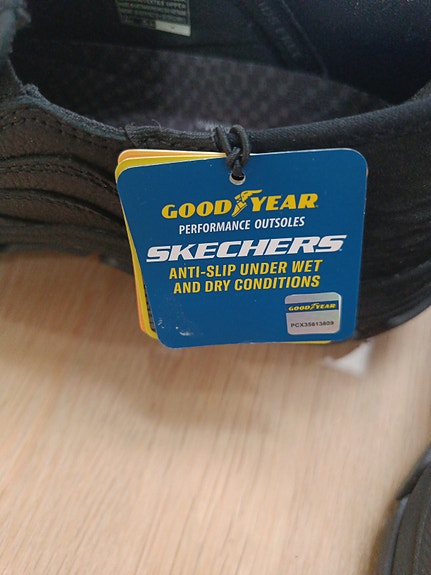 GOODYEAR
PERFORMANCE OUTSOLES
SKECHERS
ANTI-SLIP UNDER WET
AND DRY CONDITIONS
GOODYEAR
PCX35613809